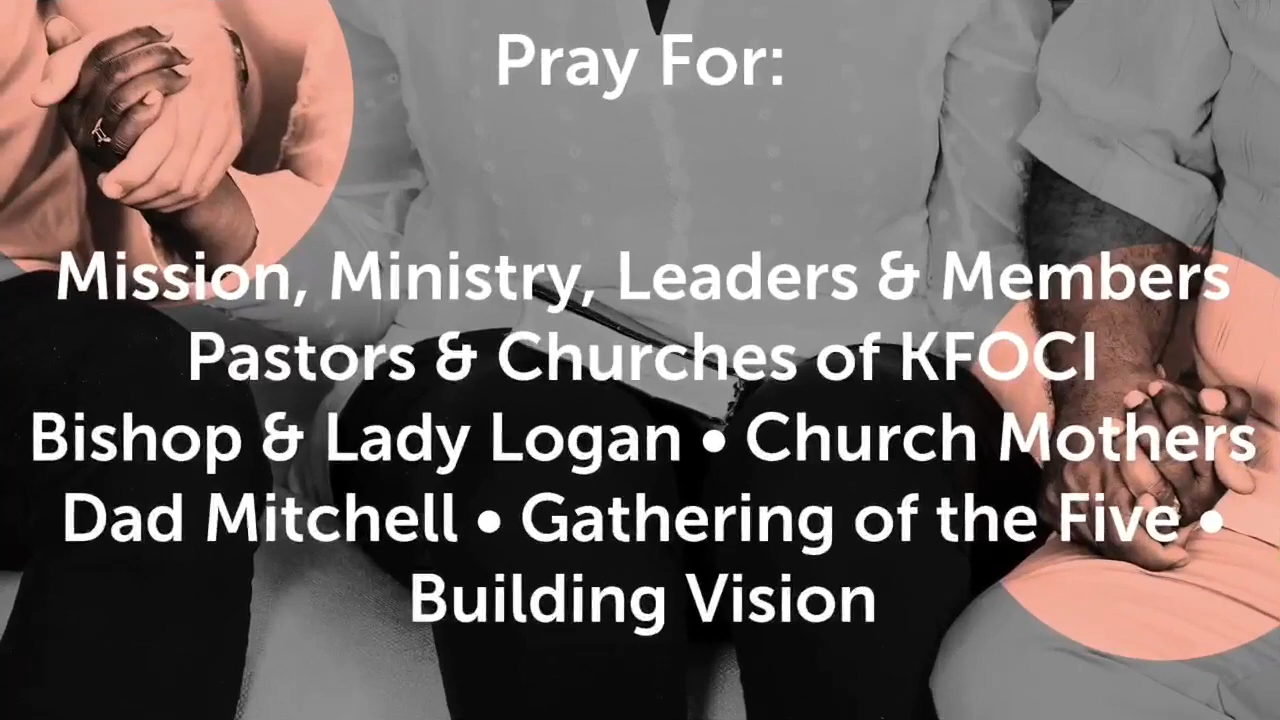 Pray For:
Mission, Ministry, Leaders & Members
Pastors & Churches of KFOCI
Bishop & Lady Logan • Church Mothers
Dad Mitchell • Gathering of the Five •
Building Vision